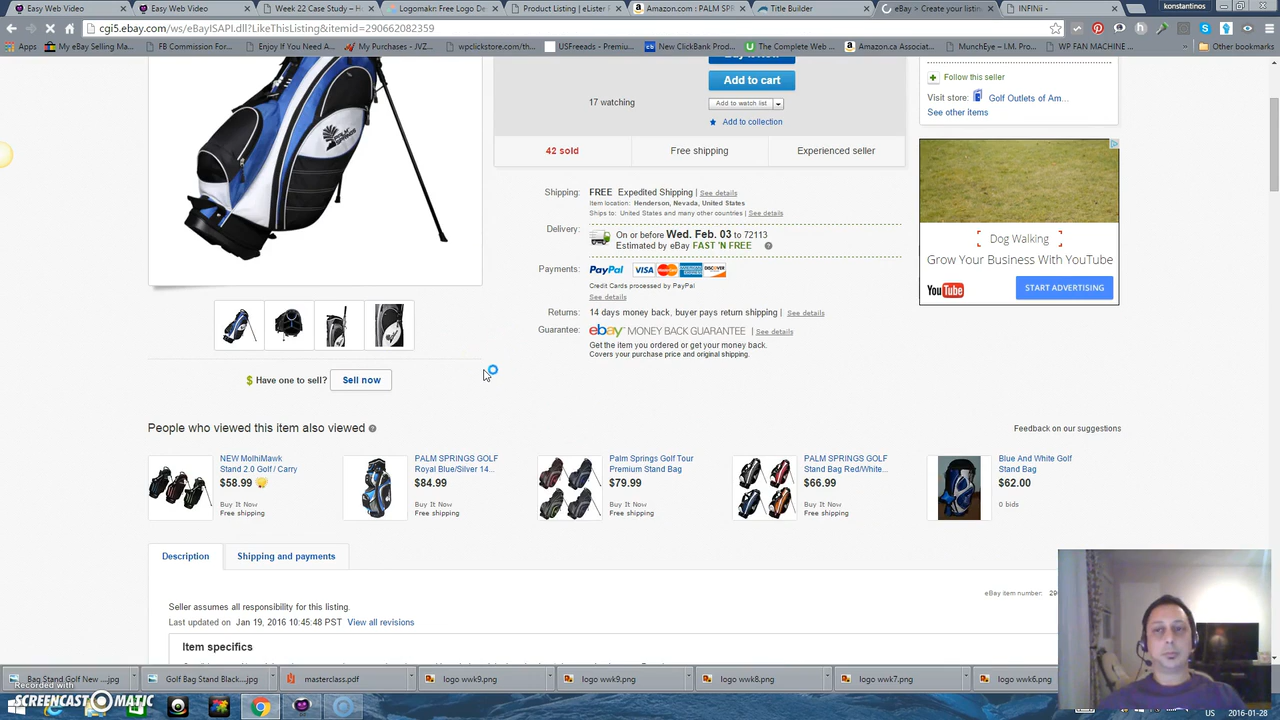 Easy Web Video
Easy Web Video
Week 22 Case Study – H
Logomakr: Free Logo De
Product Listing | eLister F
Amazon.com : PALM SPR
Title Builder
eBay > Create your listing
INFINii -
konstantinos
cgi5.ebay.com/ws/eBayISAPI.dll?LikeThisListing&itemid=290662082359
Apps
My eBay Selling Ma
FB Commission For
Enjoy If You Need A
My Purchases - JVZ
wpclickstore.com/th
USFreeads - Premiu
New ClickBank Prod
The Complete Web
Amazon.ca Associat
MunchEye – I.M. Pro
WP FAN MACHINE
Other bookmarks
Add to cart
17 watching
Add to watch list
Add to collection
42 sold
Free shipping
Experienced seller
Follow this seller
Visit store: Golf Outlets of Am...
See other items
Shipping: FREE Expedited Shipping | See details
Item location: Henderson, Nevada, United States
Ships to: United States and many other countries | See details
Delivery: On or before Wed. Feb. 03 to 72113
Estimated by eBay FAST 'N FREE
Payments: PayPal VISA MasterCard AMERICAN EXPRESS DISCOVER
Credit Cards processed by PayPal
See details
Returns: 14 days money back, buyer pays return shipping | See details
Guarantee: ebay MONEY BACK GUARANTEE | See details
Get the item you ordered or get your money back.
Covers your purchase price and original shipping.
Dog Walking
Grow Your Business With YouTube
YouTube
START ADVERTISING
Have one to sell? Sell now
People who viewed this item also viewed
Feedback on our suggestions
NEW MolhiMawk
Stand 2.0 Golf / Carry
$58.99
Buy It Now
Free shipping
PALM SPRINGS GOLF
Royal Blue/Silver 14...
$84.99
Buy It Now
Free shipping
Palm Springs Golf Tour
Premium Stand Bag
$79.99
Buy It Now
Free shipping
PALM SPRINGS GOLF
Stand Bag Red/White...
$66.99
Buy It Now
Free shipping
Blue And White Golf
Stand Bag
$62.00
0 bids
Description
Shipping and payments
eBay item number: 29
Seller assumes all responsibility for this listing.
Last updated on Jan 19, 2016 10:45:48 PST View all revisions
Item specifics
Bag Stand Golf New ....jpg
Golf Bag Stand Black....jpg
masterclass.pdf
logo wwk9.png
logo wwk9.png
logo wwk8.png
logo wwk7.png
logo wwk6.png
Recorded with
SCREENCAST MATIC
US
2016-01-28